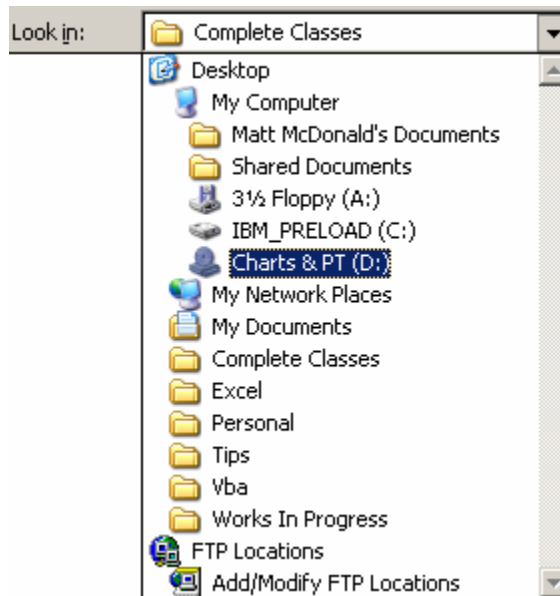 Look in: Complete Classes
Desktop
My Computer
Matt McDonald's Documents
Shared Documents
3½ Floppy (A:)
IBM_PRELOAD (C:)
Charts & PT (D:)
My Network Places
My Documents
Complete Classes
Excel
Personal
Tips
Vba
Works In Progress
FTP Locations
Add/Modify FTP Locations